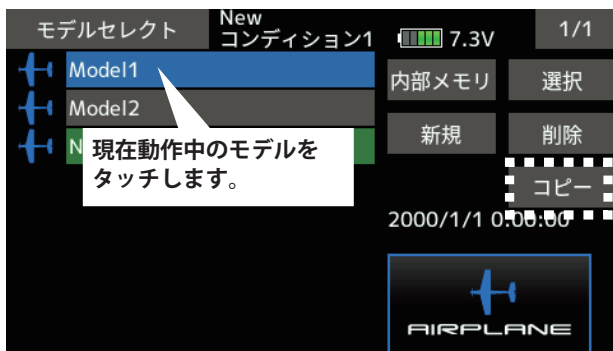 モデルセレクト
New
コンディション1
7.3V
1/1
Model1
内部メモリ
選択
Model2
新規
削除
N
現在動作中のモデルを
タッチします。
コピー
2000/1/1 0:00:00
AIRPLANE